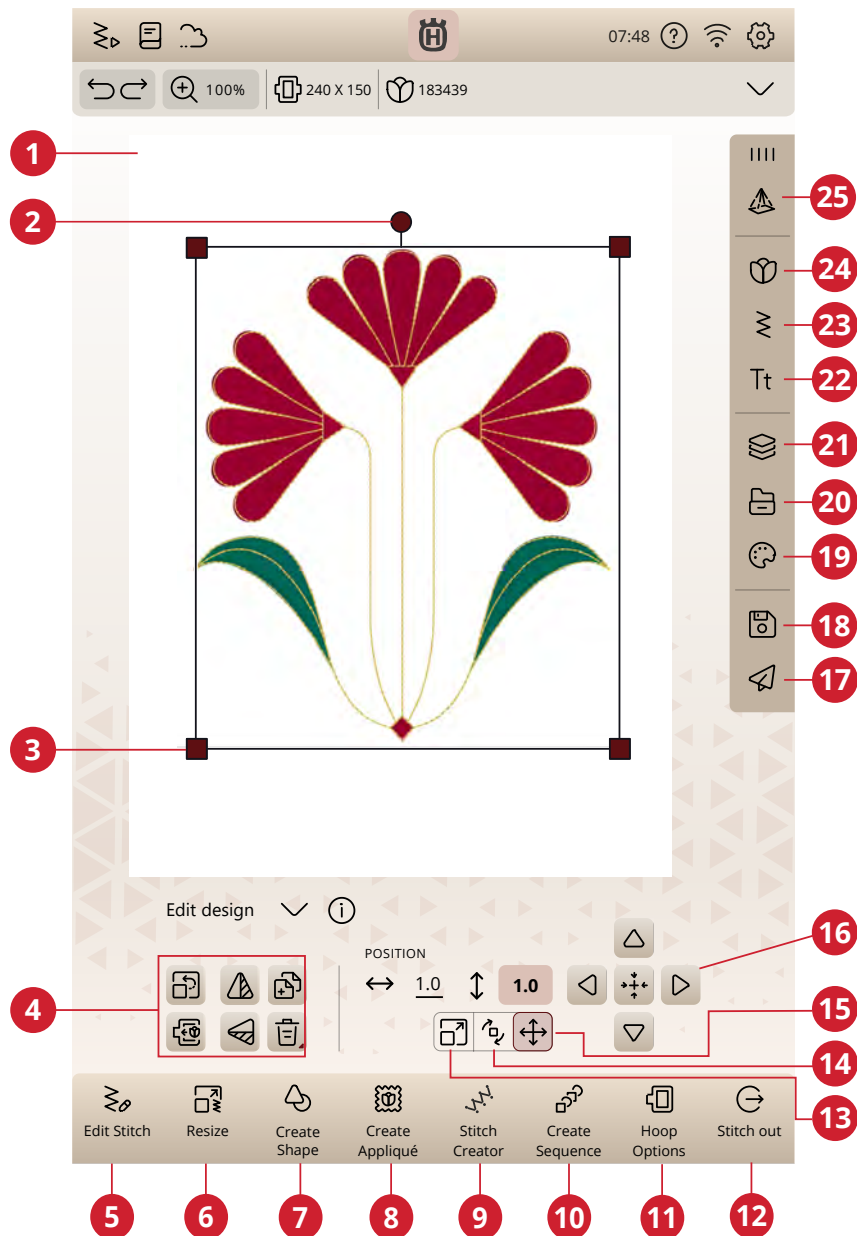 07:48
100%
240 X 150
183439
1
2
25
24
23
Tt
22
21
20
19
18
17
3
Edit design
16
POSITION
4
1.0
1.0
15
14
13
Edit Stitch
Resize
Create
Shape
Create
Appliqué
Stitch
Creator
Create
Sequence
Hoop
Options
Stitch out
5
6
7
8
9
10
11
12